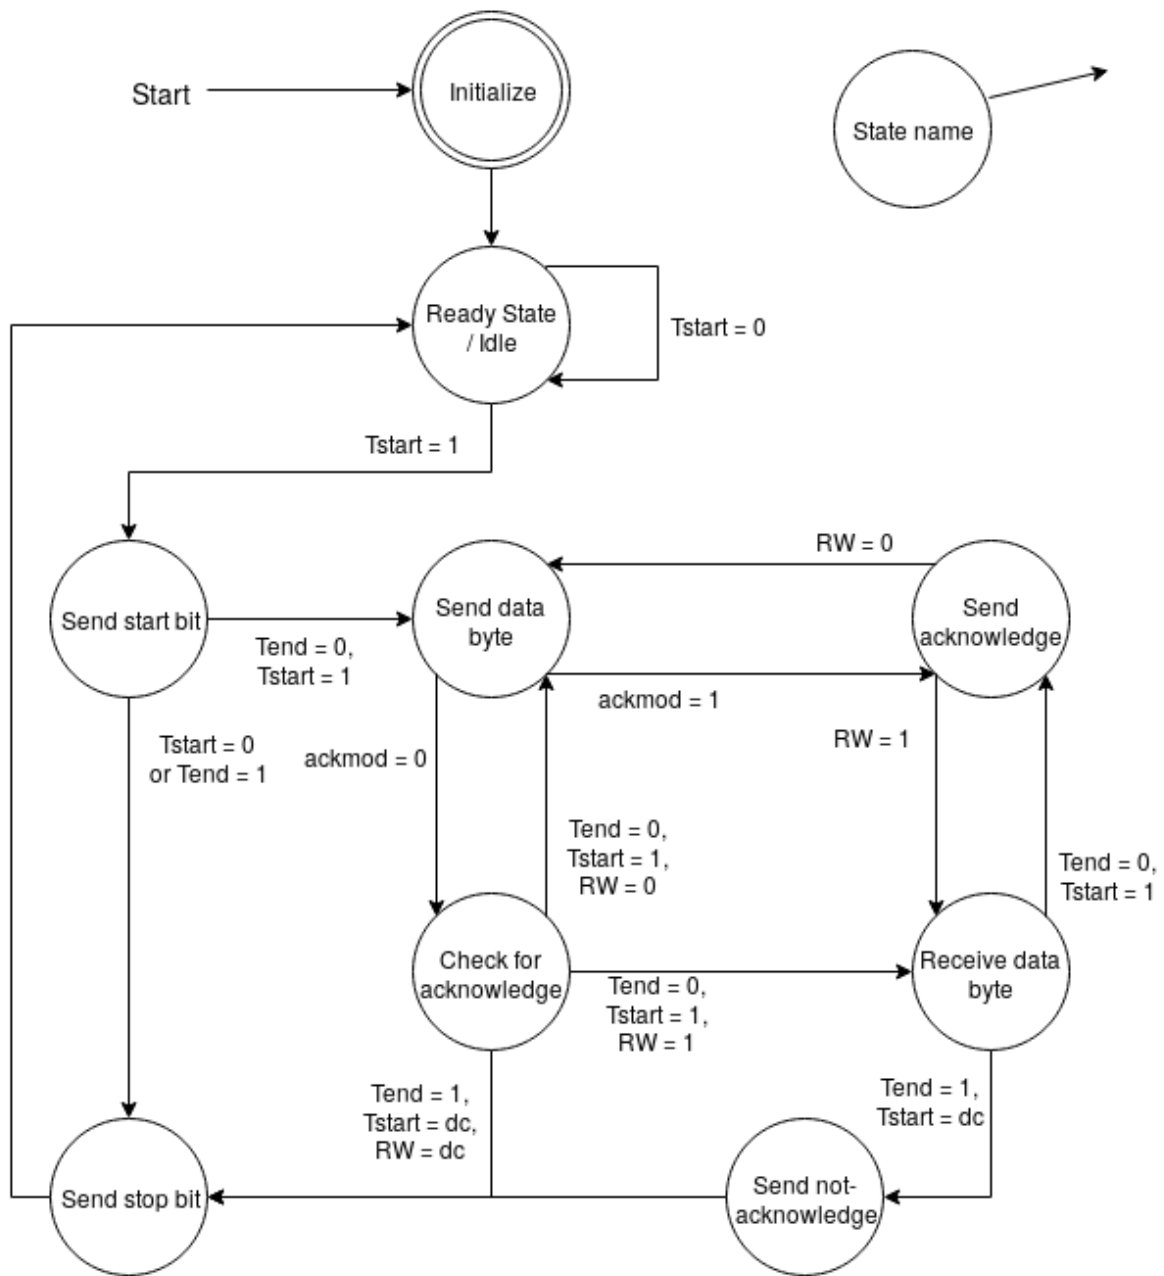 Start
Initialize
State name
Ready State
/ Idle
Tstart = 0
Tstart = 1
RW = 0
Send start bit
Send data
byte
Send
acknowledge
Tend = 0,
Tstart = 1
ackmod = 1
Tstart = 0
or Tend = 1
ackmod = 0
RW = 1
Tend = 0,
Tstart = 1,
RW = 0
Tend = 0,
Tstart = 1
Check for
acknowledge
Receive data
byte
Tend = 0,
Tstart = 1,
RW = 1
Tend = 1,
Tstart = dc,
RW = dc
Tend = 1,
Tstart = dc
Send stop bit
Send not-
acknowledge